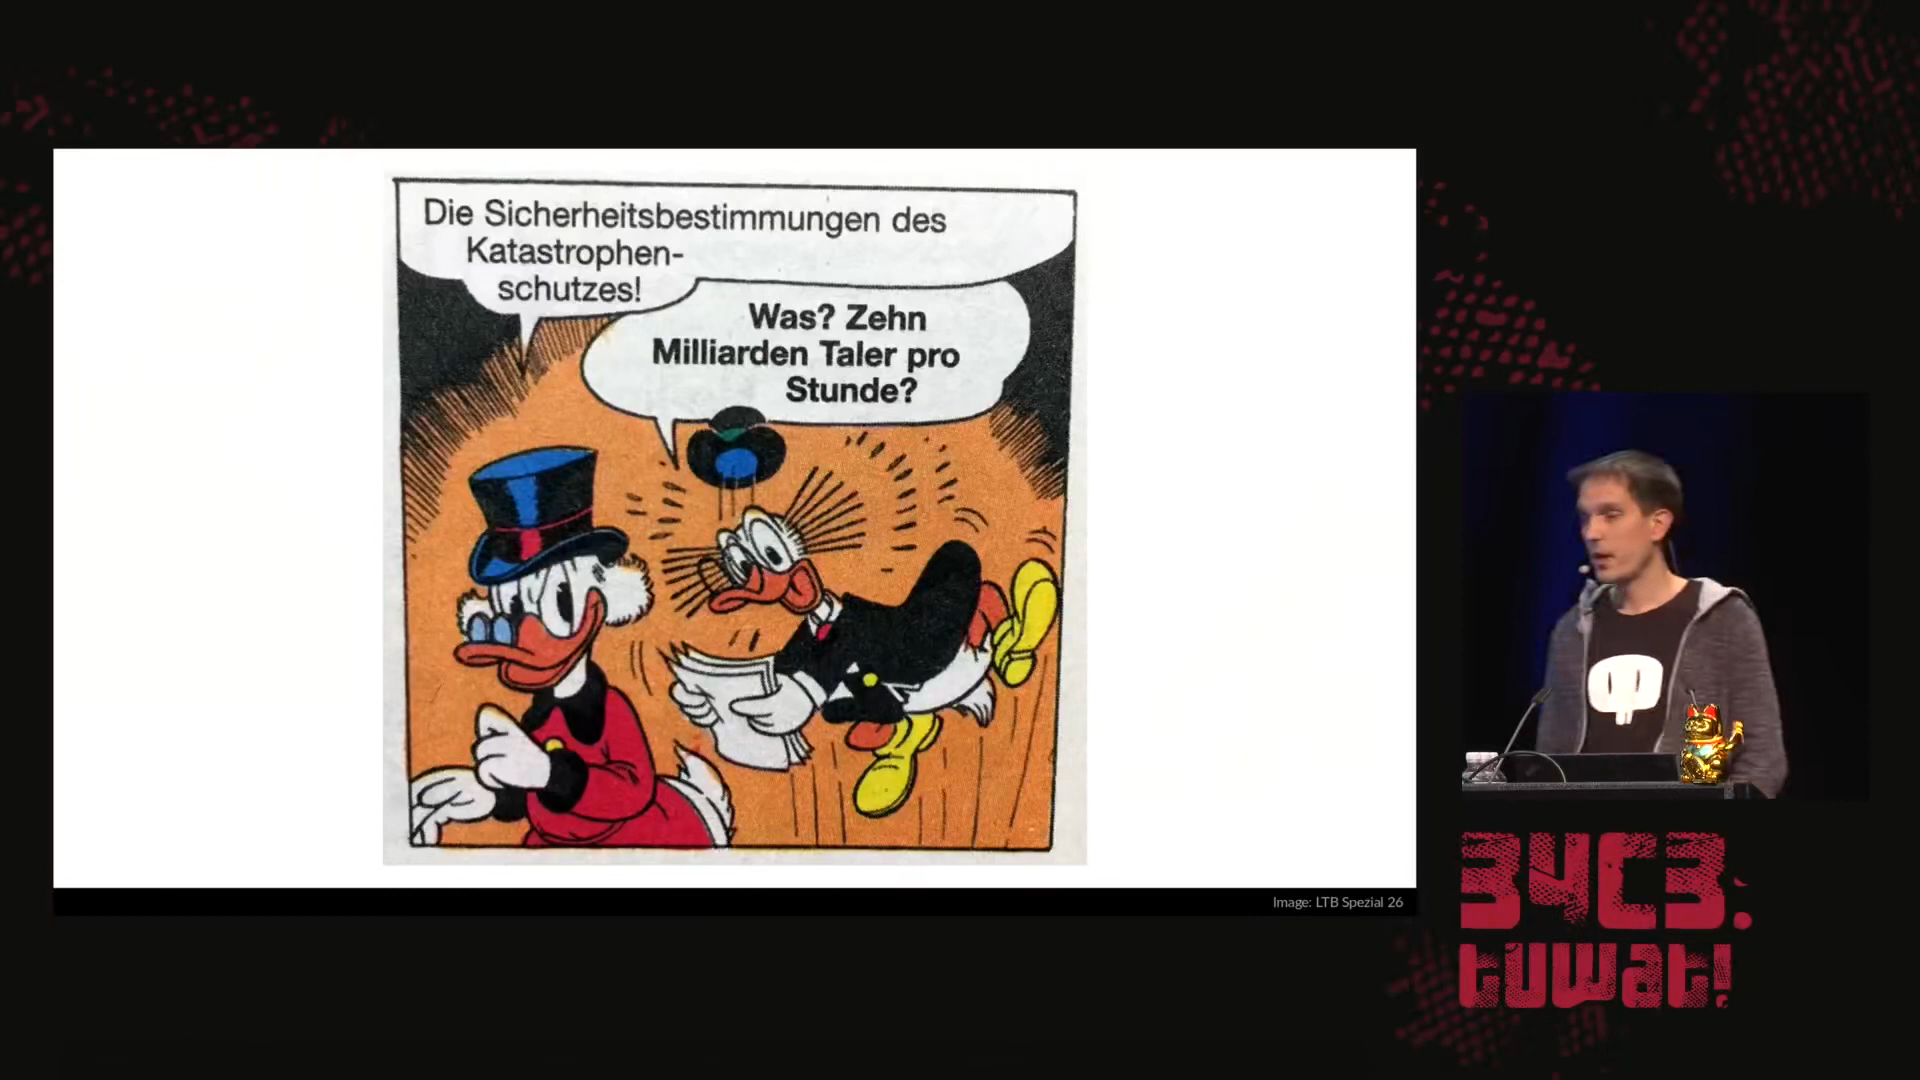 Die Sicherheitsbestimmungen des
Katastrophen-
schutzes!
Was? Zehn
Milliarden Taler pro
Stunde?
Image: LTB Spezial 26
34C3.
tuwat!